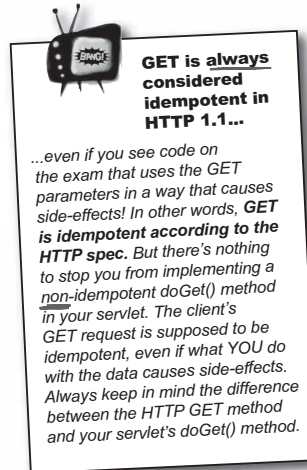 BANG!
GET is always
considered
idempotent in
HTTP 1.1...
...even if you see code on
the exam that uses the GET
parameters in a way that causes
side-effects! In other words, GET
is idempotent according to the
HTTP spec. But there's nothing
to stop you from implementing a
non-idempotent doGet() method
in your servlet. The client's
GET request is supposed to be
idempotent, even if what YOU do
with the data causes side-effects.
Always keep in mind the difference
between the HTTP GET method
and your servlet's doGet() method.